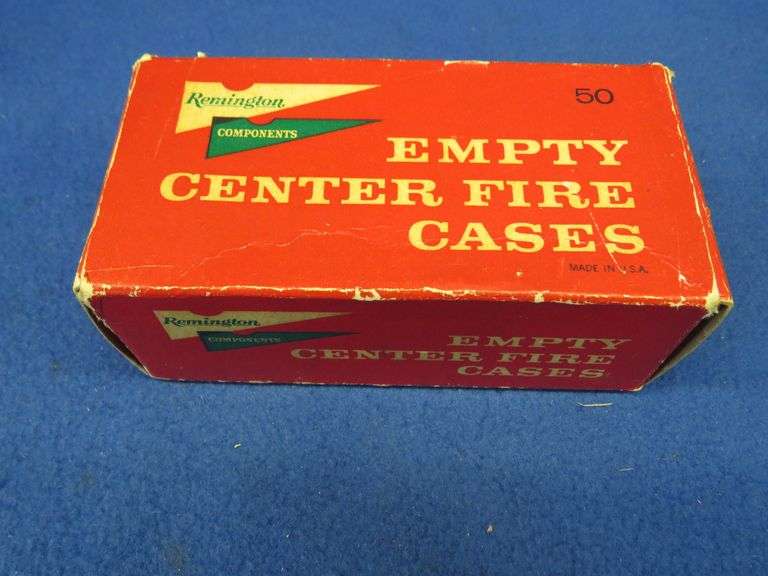 Remington
COMPONENTS
50
EMPTY
CENTER FIRE
CASES
MADE IN U.S.A.
Remington
COMPONENTS
EMPTY
CENTER FIRE
CASES